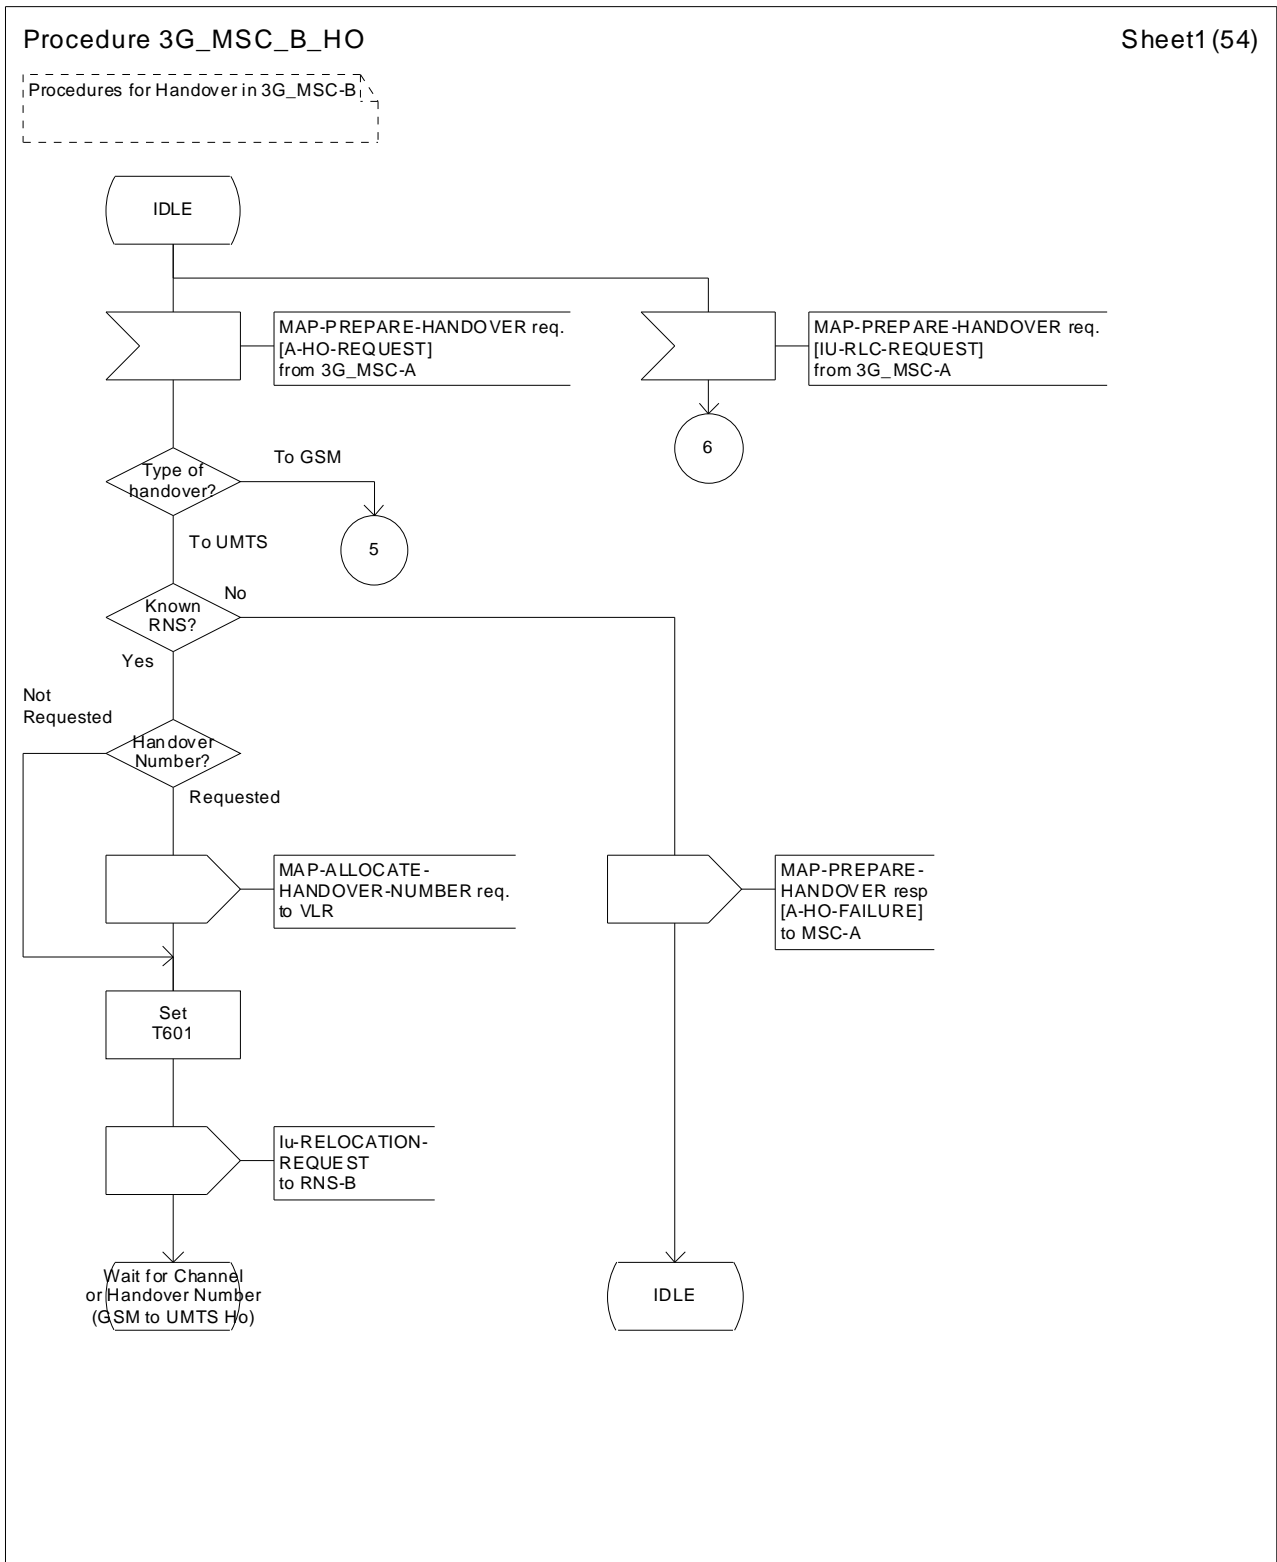 Procedure 3G_MSC_B_HO
Sheet1 (54)
Procedures for Handover in 3G_MSC-B
IDLE
MAP-PREPARE-HANDOVER req.
[A-HO-REQUEST]
from 3G_MSC-A
MAP-PREPARE-HANDOVER req.
[IU-RLC-REQUEST]
from 3G_MSC-A
6
Type of
handover?
To GSM
5
To UMTS
Known
RNS?
No
Yes
Not
Requested
Handover
Number?
Requested
MAP-ALLOCATE-
HANDOVER-NUMBER req.
to VLR
MAP-PREPARE-
HANDOVER resp
[A-HO-FAILURE]
to MSC-A
Set
T601
Iu-RELOCATION-
REQUEST
to RNS-B
Wait for Channel
or Handover Number
(GSM to UMTS Ho)
IDLE